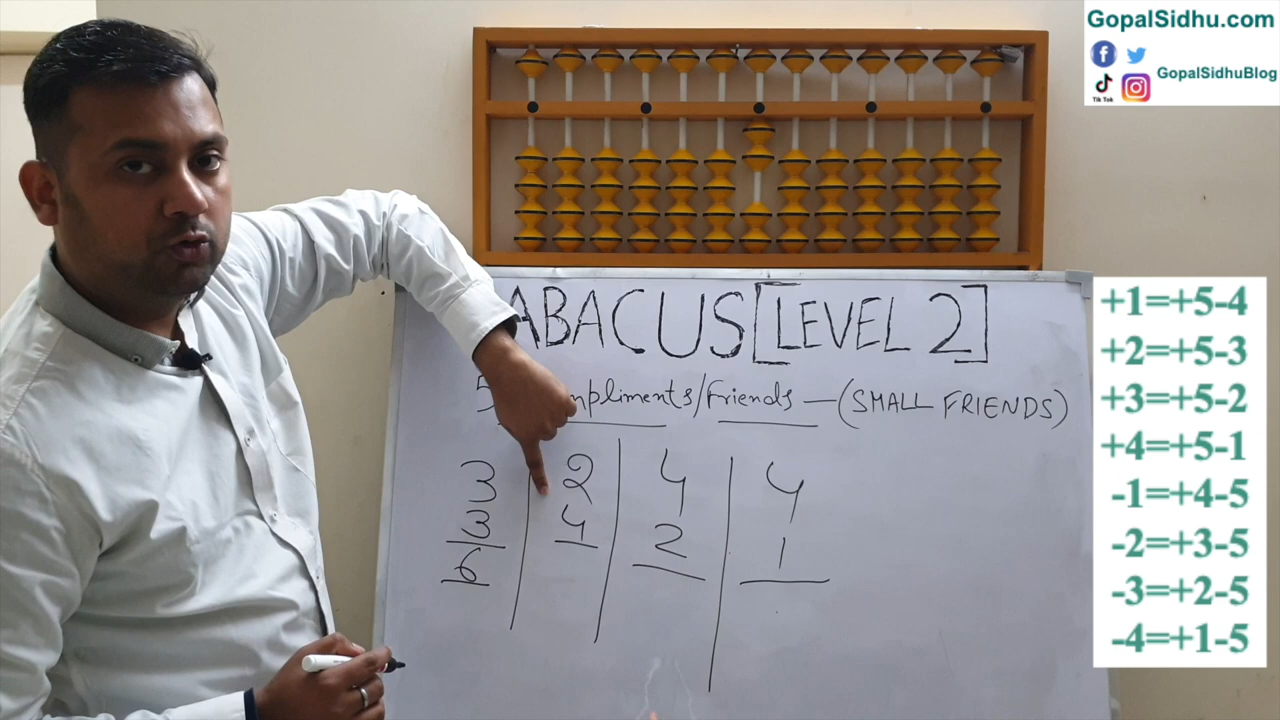 GopalSidhu.com
GopalSidhuBlog
Tik Tok
ABACUS [LEVEL 2]
5 mpliments/Friends — (SMALL FRIENDS)
3 2 4 4
3 4 2 1
6
+1=+5-4
+2=+5-3
+3=+5-2
+4=+5-1
-1=+4-5
-2=+3-5
-3=+2-5
-4=+1-5